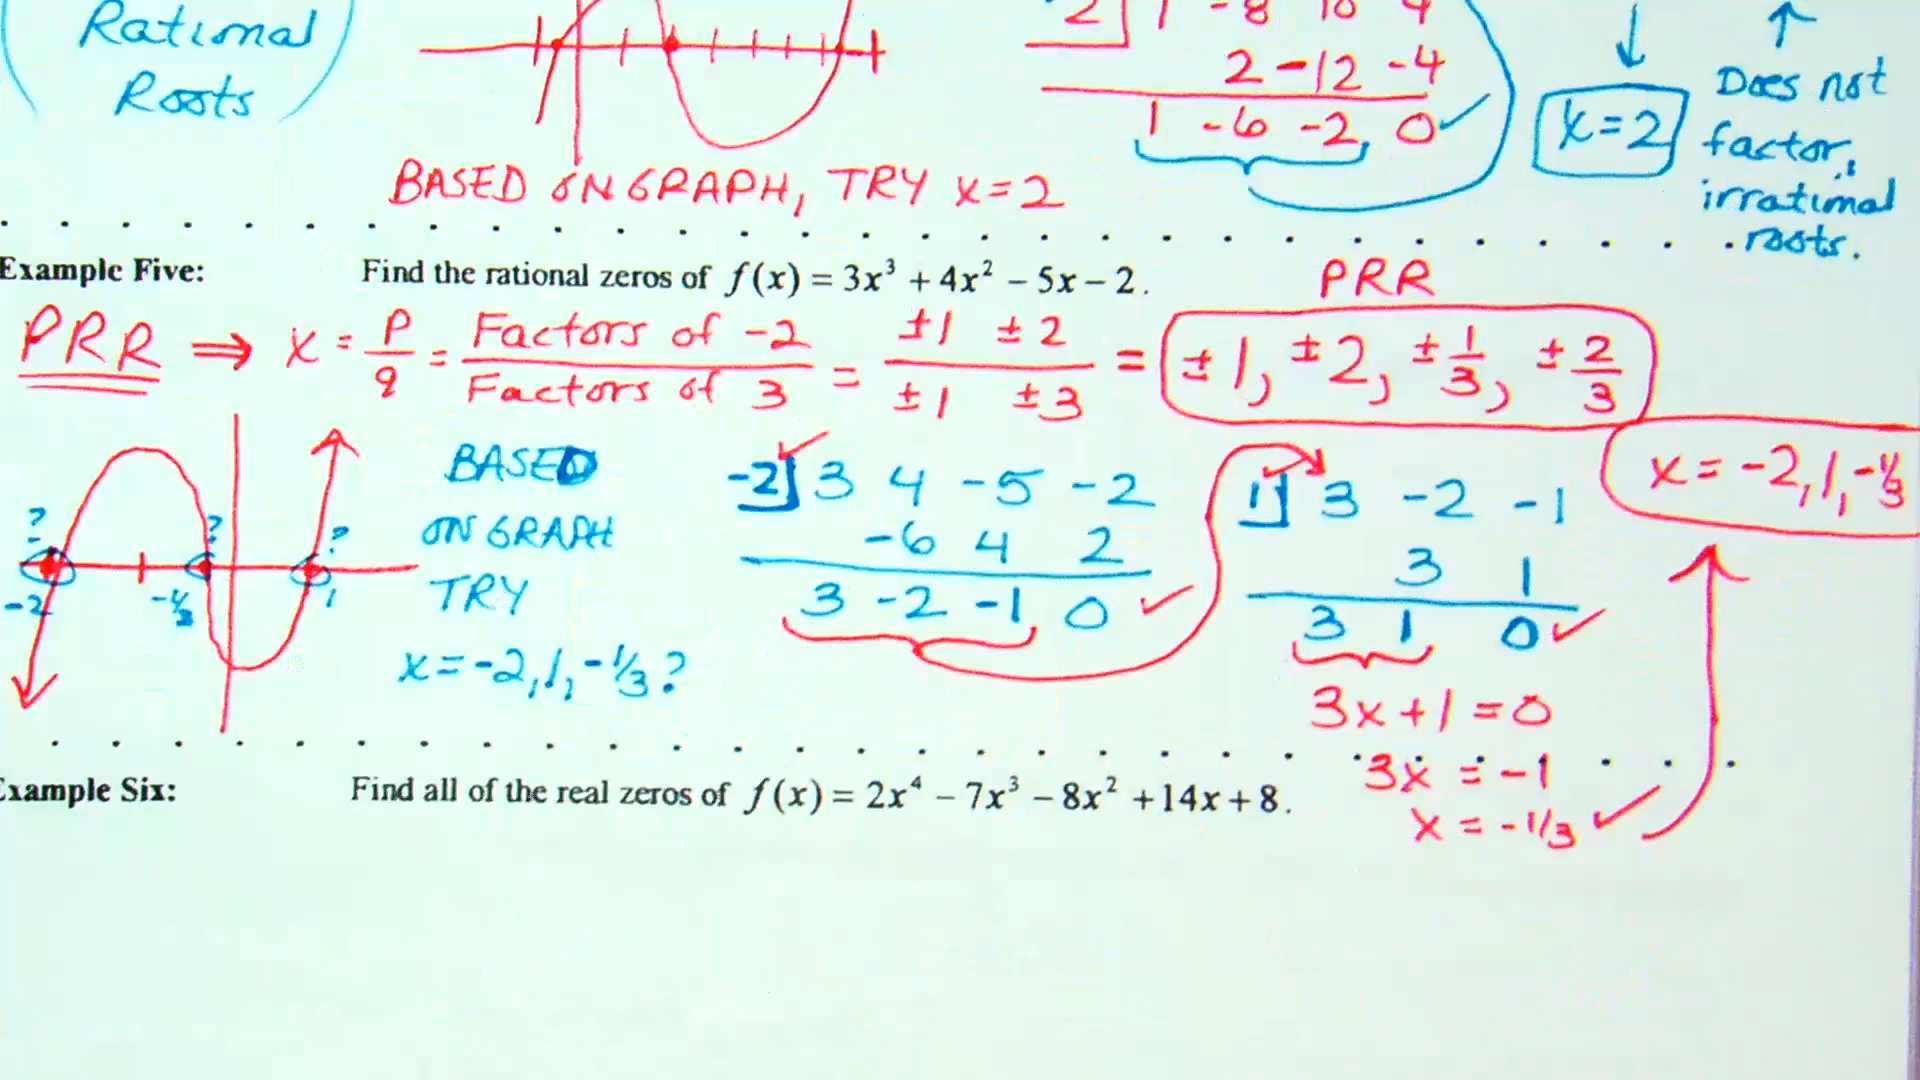 Rational
Roots
2 1 -8 10 4
2 -12 -4
1 -6 -2 0 ✓
BASED ON GRAPH, TRY x=2
x=2
Does not
factor,
irrational
roots.
Example Five: Find the rational zeros of f(x) = 3x³ + 4x² − 5x − 2.
PRR
PRR ⇒ x = p/q = Factors of -2 / Factors of 3 = ±1 ±2 / ±1 ±3 = ±1, ±2, ±1/3, ±2/3
? ? ?
-2 -1/3 1
BASED
ON GRAPH
TRY
x=-2,1,-1/3?
-2 3 4 -5 -2
-6 4 2
3 -2 -1 0 ✓
1 3 -2 -1
3 1
3 1 0 ✓
3x+1=0
3x = -1
x = -1/3 ✓
x = -2, 1, -1/3
Example Six: Find all of the real zeros of f(x) = 2x⁴ − 7x³ − 8x² + 14x + 8.